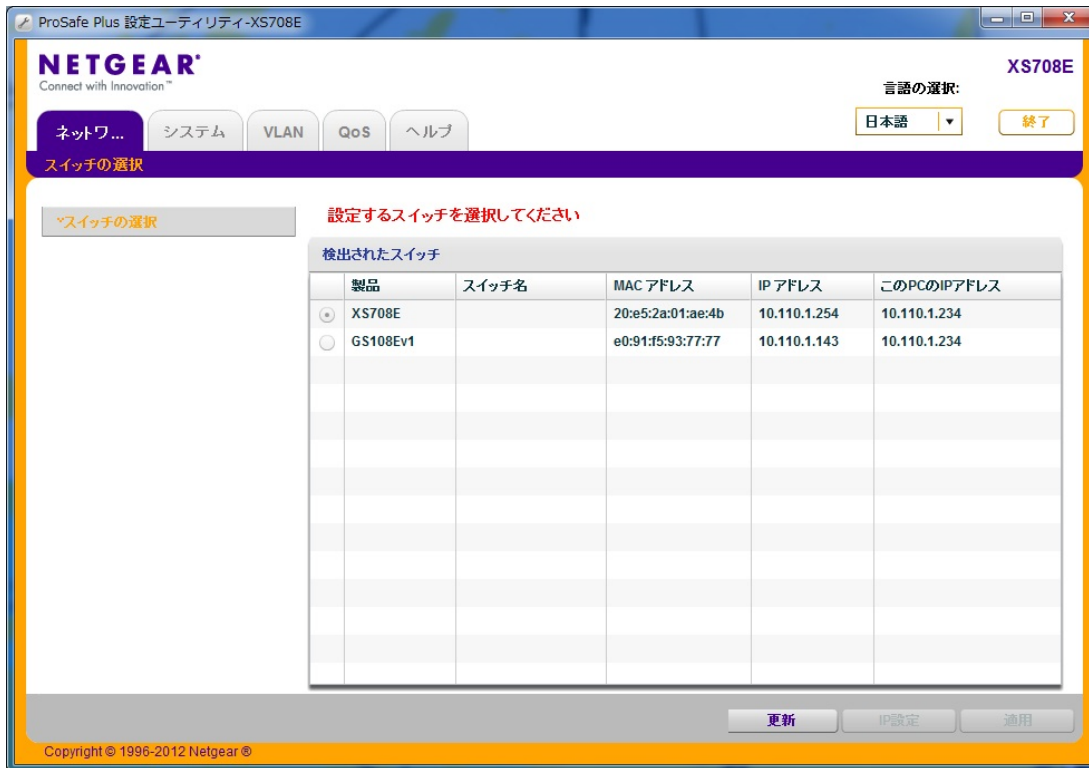 ProSafe Plus 設定ユーティリティ-XS708E
NETGEAR®
Connect with Innovation™
XS708E
言語の選択:
日本語
終了
ネットワ...
システム
VLAN
QoS
ヘルプ
スイッチの選択
スイッチの選択
設定するスイッチを選択してください
検出されたスイッチ
製品 スイッチ名 MAC アドレス IP アドレス このPCのIPアドレス
XS708E 20:e5:2a:01:ae:4b 10.110.1.254 10.110.1.234
GS108Ev1 e0:91:f5:93:77:77 10.110.1.143 10.110.1.234
更新
IP設定
適用
Copyright © 1996-2012 Netgear ®